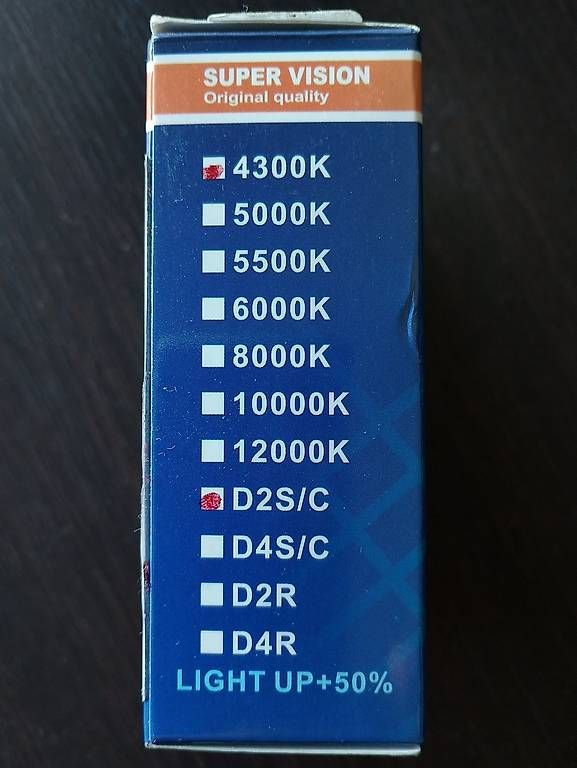 SUPER VISION
Original quality
4300K
5000K
5500K
6000K
8000K
10000K
12000K
D2S/C
D4S/C
D2R
D4R
LIGHT UP+50%